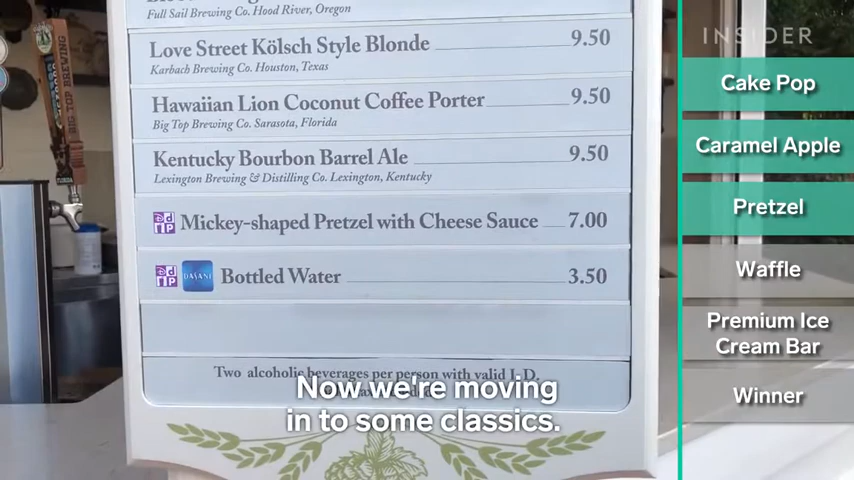 Full Sail Brewing Co. Hood River, Oregon
Love Street Kölsch Style Blonde 9.50
Karbach Brewing Co. Houston, Texas
Hawaiian Lion Coconut Coffee Porter 9.50
Big Top Brewing Co. Sarasota, Florida
Kentucky Bourbon Barrel Ale 9.50
Lexington Brewing & Distilling Co. Lexington, Kentucky
Mickey-shaped Pretzel with Cheese Sauce 7.00
DASANI Bottled Water 3.50
Two alcoholic beverages per person with valid I.D.
Now we're moving
in to some classics.
BIG TOP BREWING
INSIDER
Cake Pop
Caramel Apple
Pretzel
Waffle
Premium Ice
Cream Bar
Winner